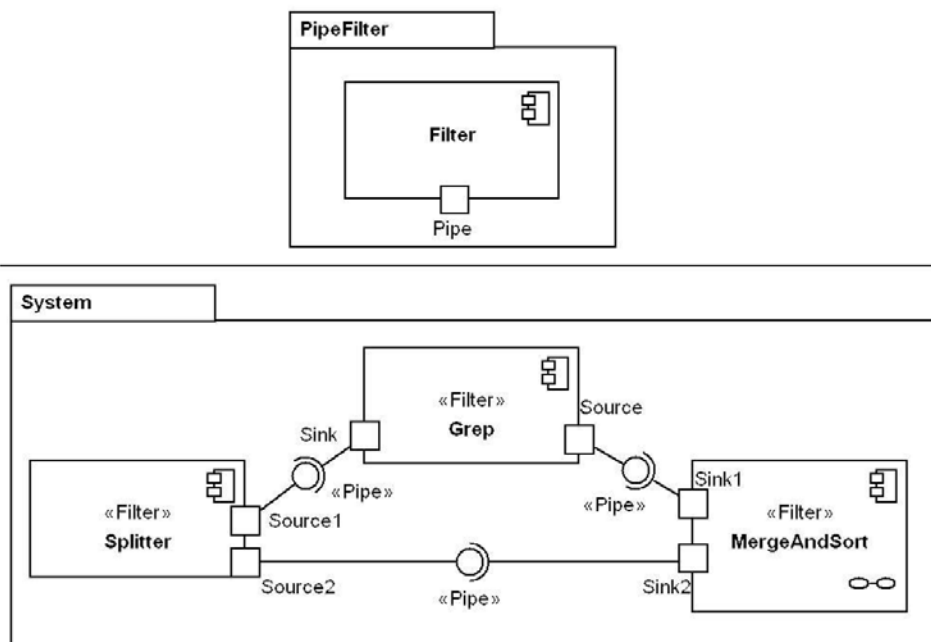 PipeFilter
Filter
Pipe
System
«Filter»
Grep
Source
Sink
«Pipe»
«Filter»
Splitter
Source1
Source2
«Pipe»
Sink1
«Filter»
MergeAndSort
Sink2
«Pipe»